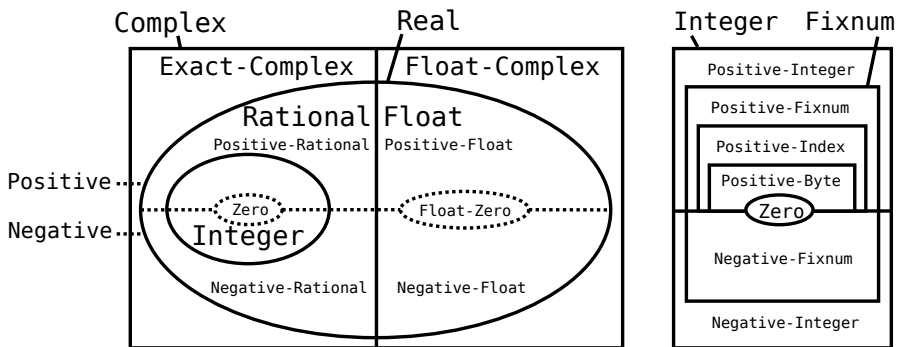 Complex
Real
Exact-Complex
Float-Complex
Rational
Float
Positive-Rational
Positive-Float
Positive
Zero
Float-Zero
Negative
Integer
Negative-Rational
Negative-Float
Integer
Fixnum
Positive-Integer
Positive-Fixnum
Positive-Index
Positive-Byte
Zero
Negative-Fixnum
Negative-Integer